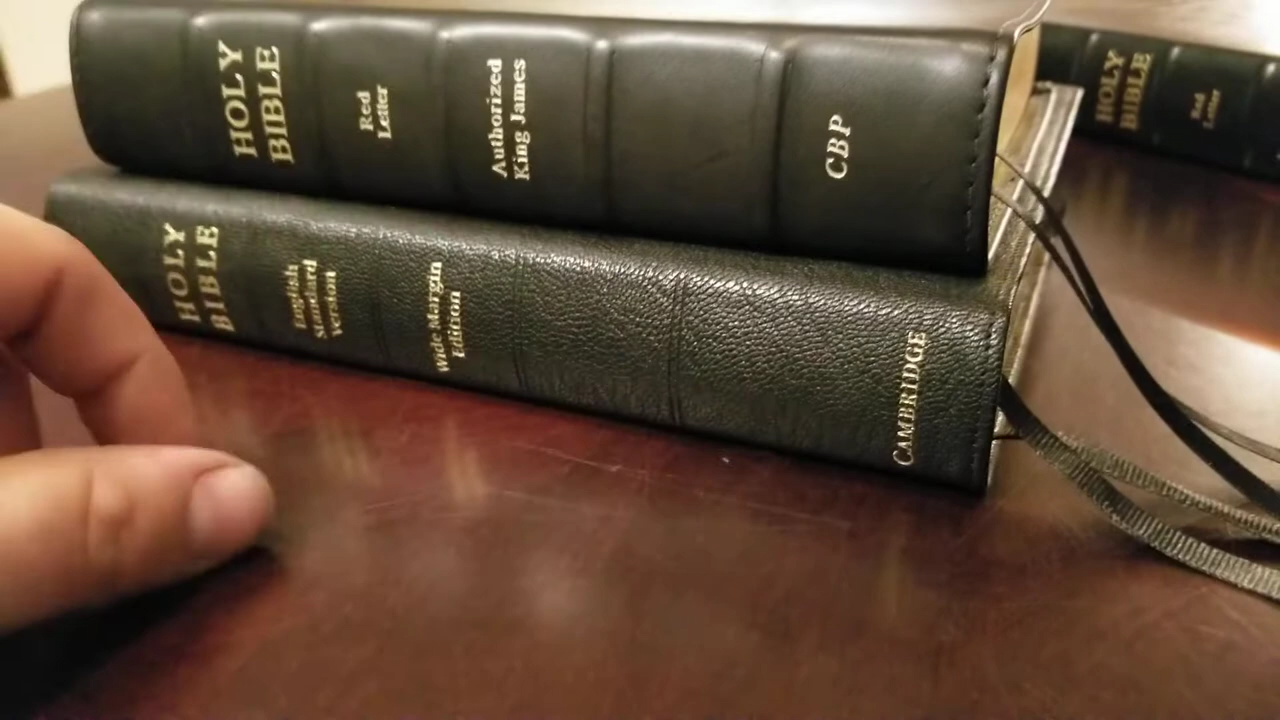 HOLY
BIBLE
Red
Letter
Authorized
King James
CBP
HOLY
BIBLE
English
Standard
Version
Wide Margin
Edition
CAMBRIDGE
HOLY
BIBLE
Red
Letter